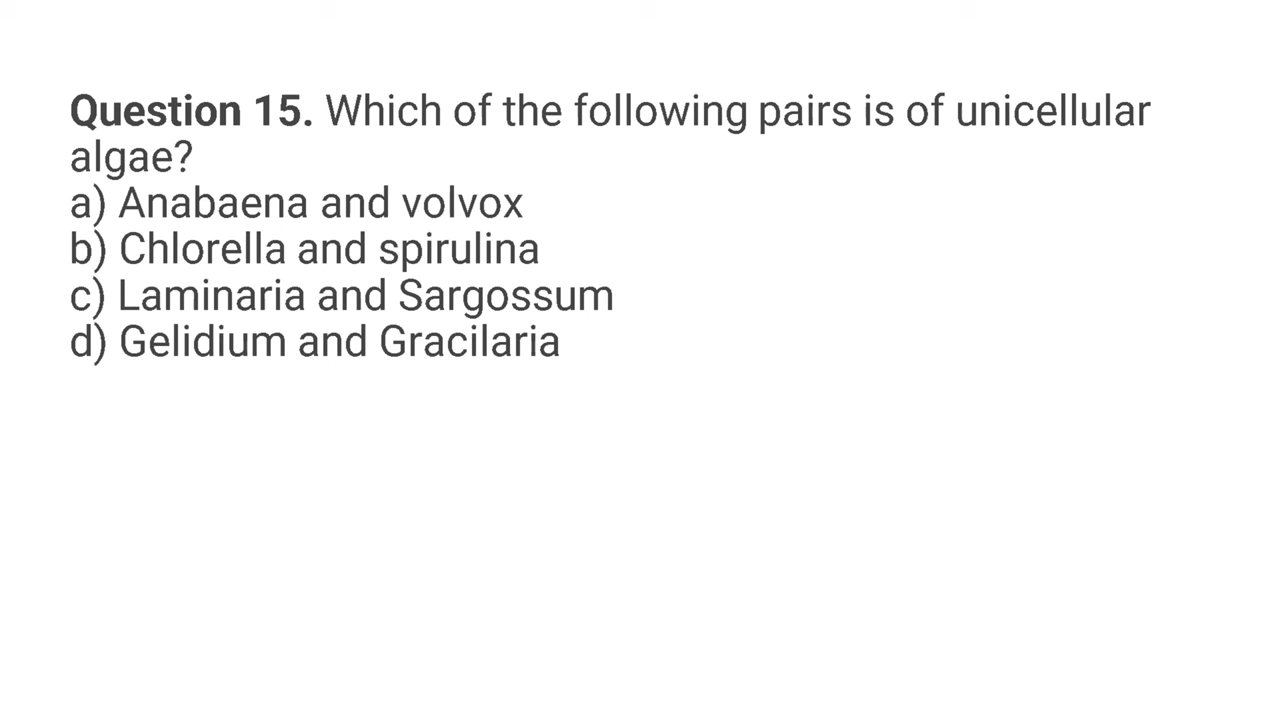 Question 15. Which of the following pairs is of unicellular
algae?
a) Anabaena and volvox
b) Chlorella and spirulina
c) Laminaria and Sargossum
d) Gelidium and Gracilaria